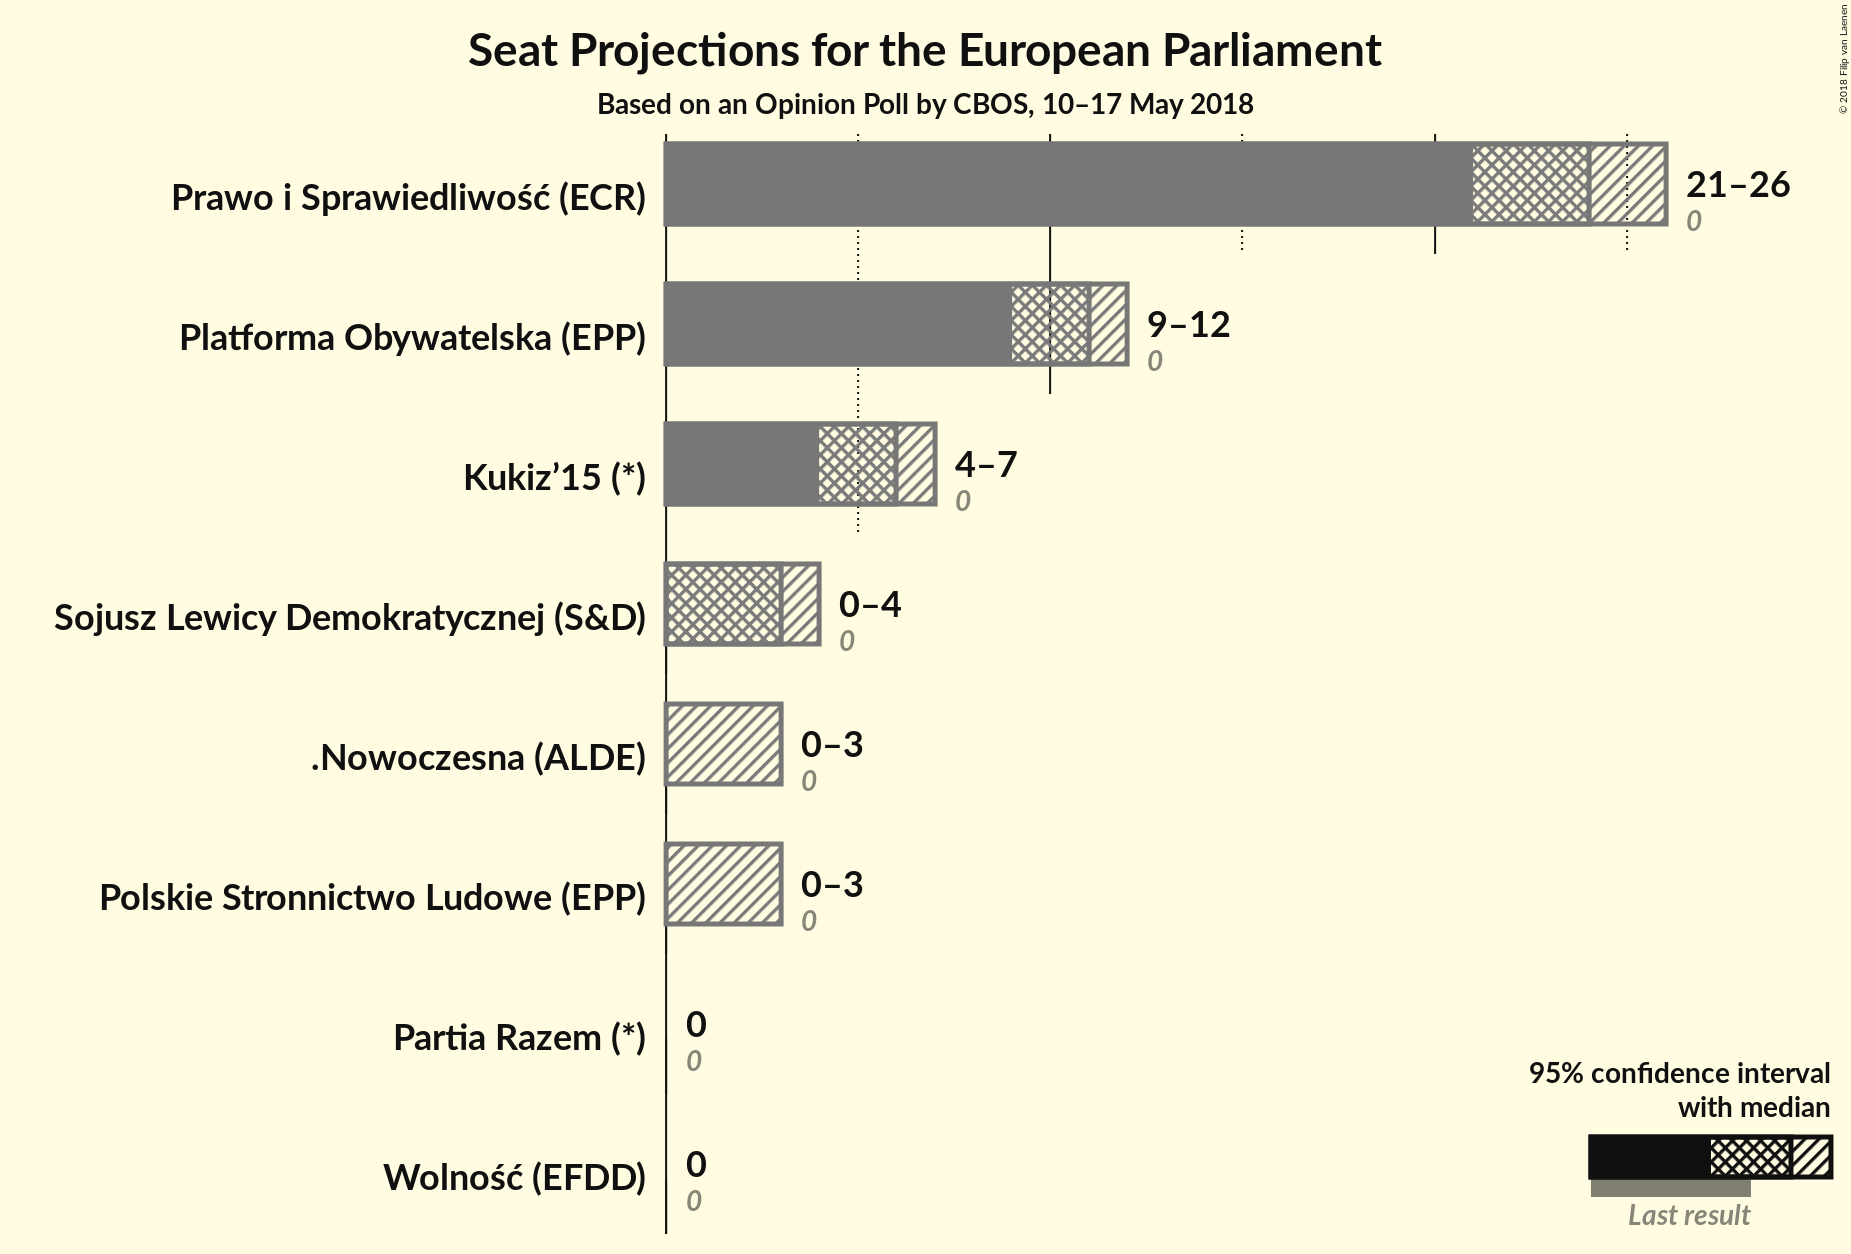 Seat Projections for the European Parliament
Based on an Opinion Poll by CBOS, 10–17 May 2018
© 2018 Filip van Laenen
Prawo i Sprawiedliwość (ECR)
21–26
0
Platforma Obywatelska (EPP)
9–12
0
Kukiz’15 (*)
4–7
0
Sojusz Lewicy Demokratycznej (S&D)
0–4
0
.Nowoczesna (ALDE)
0–3
0
Polskie Stronnictwo Ludowe (EPP)
0–3
0
Partia Razem (*)
0
0
Wolność (EFDD)
0
0
95% confidence interval
with median
Last result